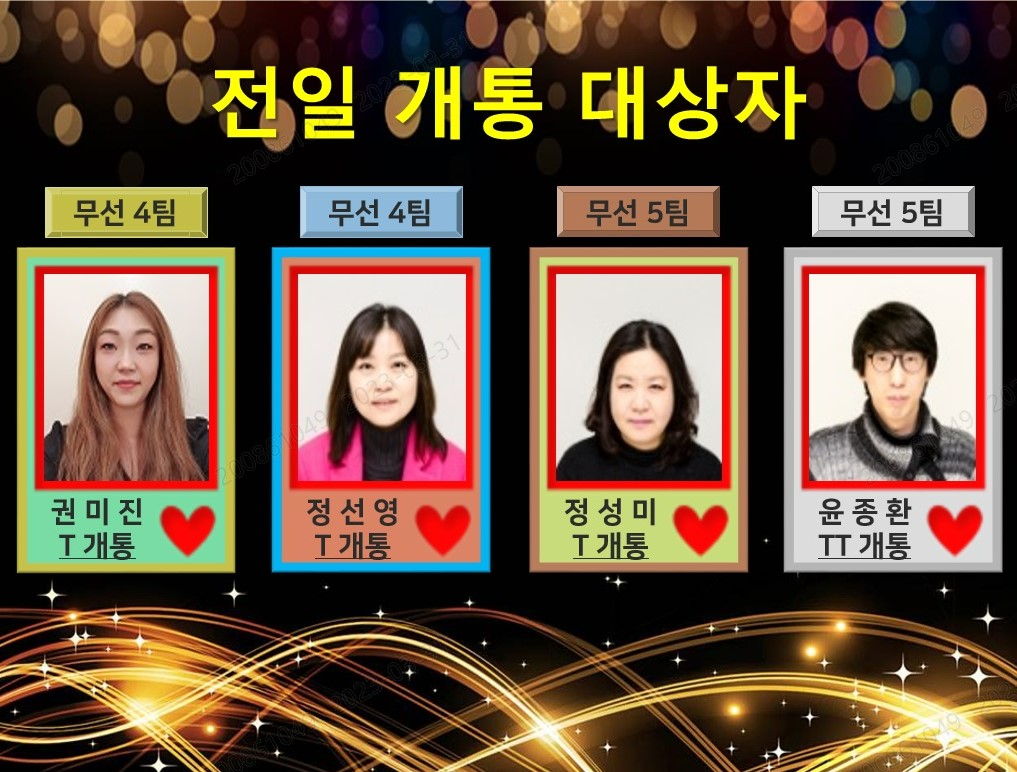 전일 개통 대상자
무선 4팀
무선 4팀
무선 5팀
무선 5팀
권 미 진
T 개통
정 선 영
T 개통
정 성 미
T 개통
윤 종 환
TT 개통